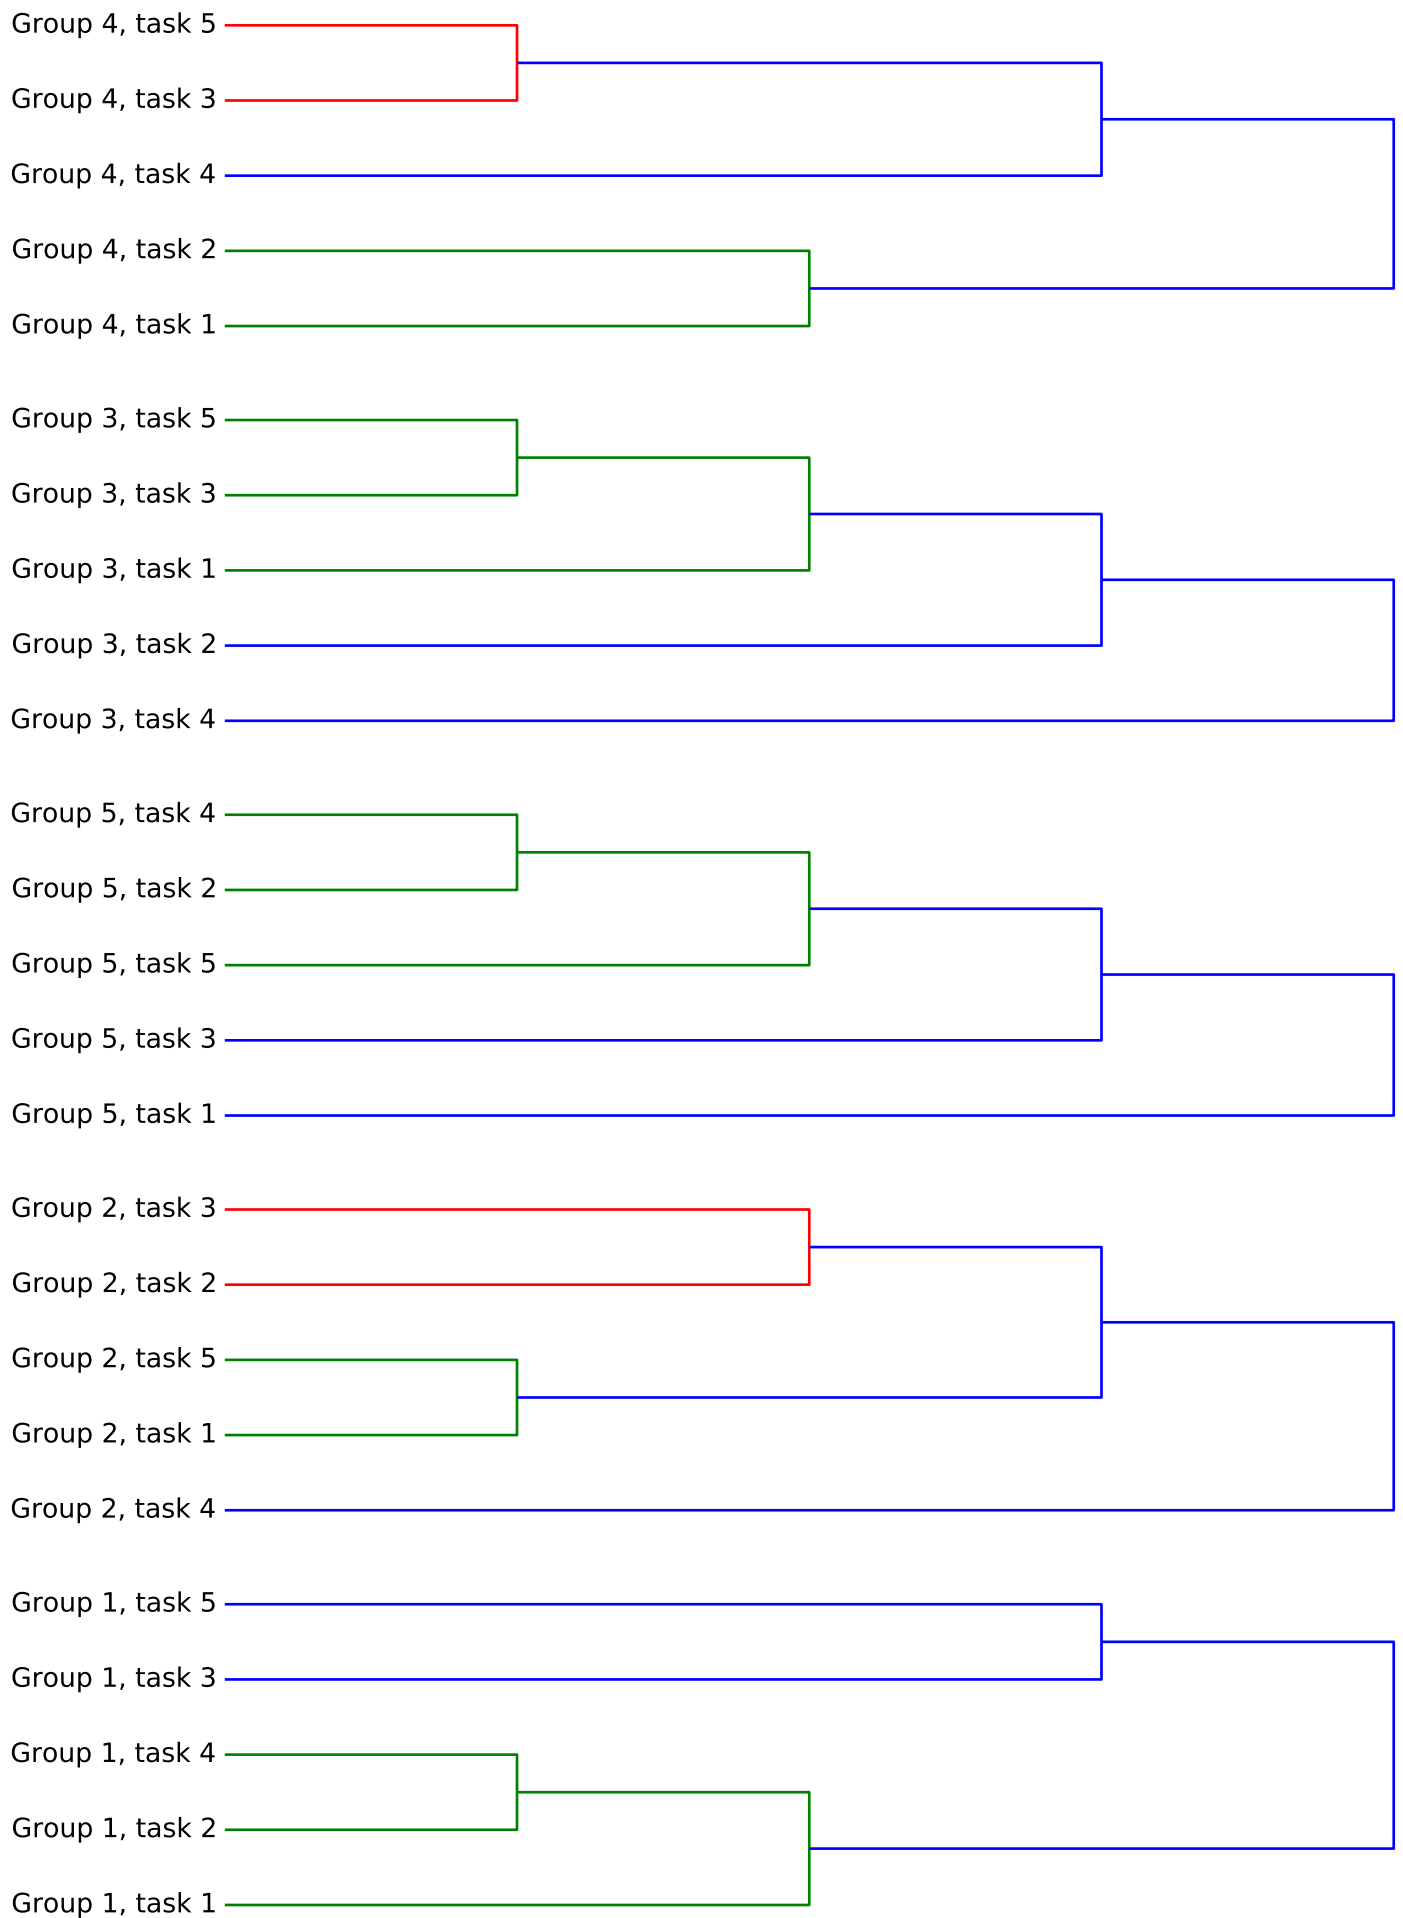 Group 4, task 5
Group 4, task 3
Group 4, task 4
Group 4, task 2
Group 4, task 1
Group 3, task 5
Group 3, task 3
Group 3, task 1
Group 3, task 2
Group 3, task 4
Group 5, task 4
Group 5, task 2
Group 5, task 5
Group 5, task 3
Group 5, task 1
Group 2, task 3
Group 2, task 2
Group 2, task 5
Group 2, task 1
Group 2, task 4
Group 1, task 5
Group 1, task 3
Group 1, task 4
Group 1, task 2
Group 1, task 1